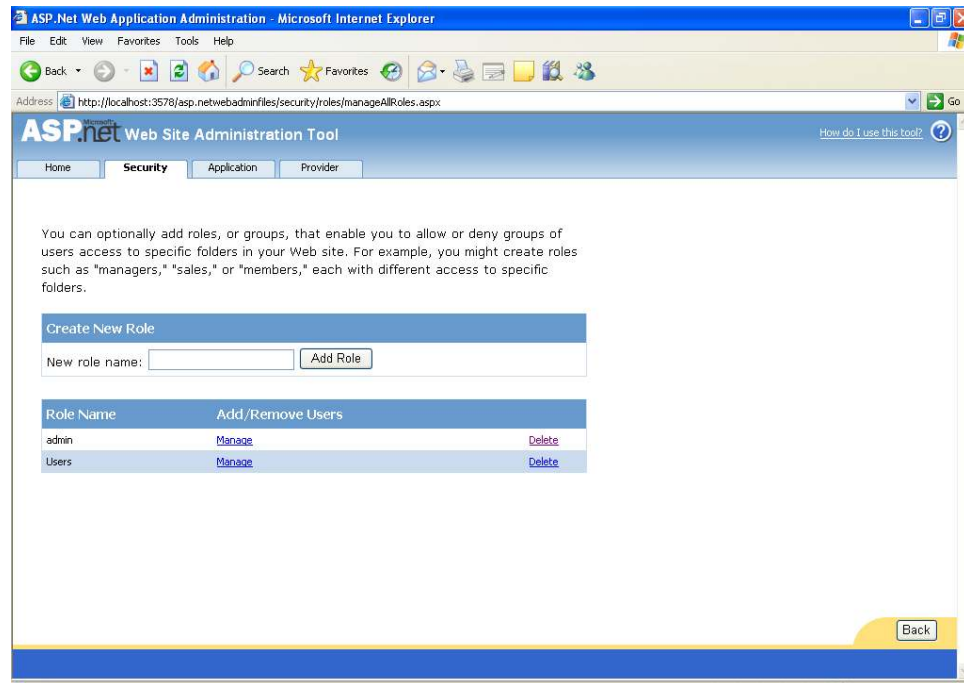 ASP.Net Web Application Administration - Microsoft Internet Explorer
File Edit View Favorites Tools Help
Back Search Favorites
Address http://localhost:3578/asp.netwebadminfiles/security/roles/manageAllRoles.aspx Go
Microsoft
ASP.net Web Site Administration Tool How do I use this tool? ?
Home Security Application Provider
You can optionally add roles, or groups, that enable you to allow or deny groups of
users access to specific folders in your Web site. For example, you might create roles
such as "managers," "sales," or "members," each with different access to specific
folders.
Create New Role
New role name: Add Role
Role Name Add/Remove Users
admin Manage Delete
Users Manage Delete
Back